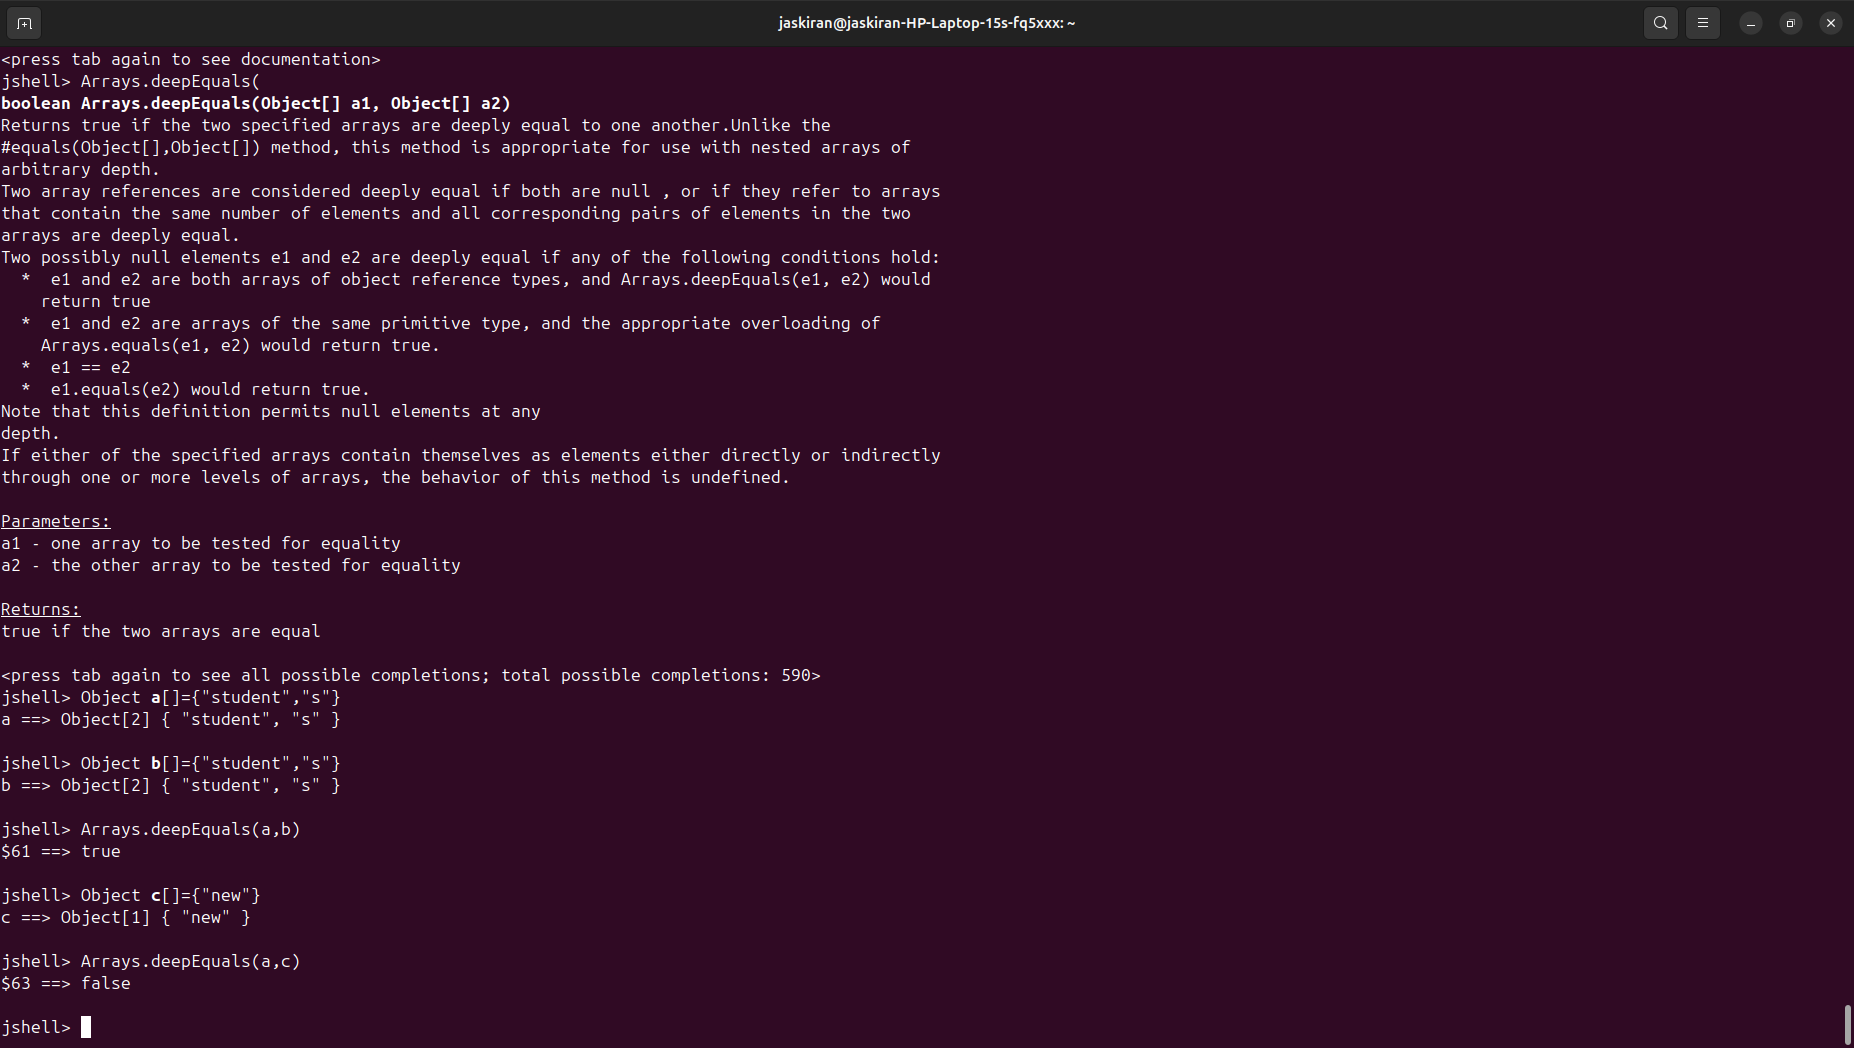 jaskiran@jaskiran-HP-Laptop-15s-fq5xxx: ~
<press tab again to see documentation>
jshell> Arrays.deepEquals(
boolean Arrays.deepEquals(Object[] a1, Object[] a2)
Returns true if the two specified arrays are deeply equal to one another.Unlike the
#equals(Object[],Object[]) method, this method is appropriate for use with nested arrays of
arbitrary depth.
Two array references are considered deeply equal if both are null , or if they refer to arrays
that contain the same number of elements and all corresponding pairs of elements in the two
arrays are deeply equal.
Two possibly null elements e1 and e2 are deeply equal if any of the following conditions hold:
  *  e1 and e2 are both arrays of object reference types, and Arrays.deepEquals(e1, e2) would
    return true
  *  e1 and e2 are arrays of the same primitive type, and the appropriate overloading of
    Arrays.equals(e1, e2) would return true.
  *  e1 == e2
  *  e1.equals(e2) would return true.
Note that this definition permits null elements at any
depth.
If either of the specified arrays contain themselves as elements either directly or indirectly
through one or more levels of arrays, the behavior of this method is undefined.

Parameters:
a1 - one array to be tested for equality
a2 - the other array to be tested for equality

Returns:
true if the two arrays are equal

<press tab again to see all possible completions; total possible completions: 590>
jshell> Object a[]={"student","s"}
a ==> Object[2] { "student", "s" }

jshell> Object b[]={"student","s"}
b ==> Object[2] { "student", "s" }

jshell> Arrays.deepEquals(a,b)
$61 ==> true

jshell> Object c[]={"new"}
c ==> Object[1] { "new" }

jshell> Arrays.deepEquals(a,c)
$63 ==> false

jshell>